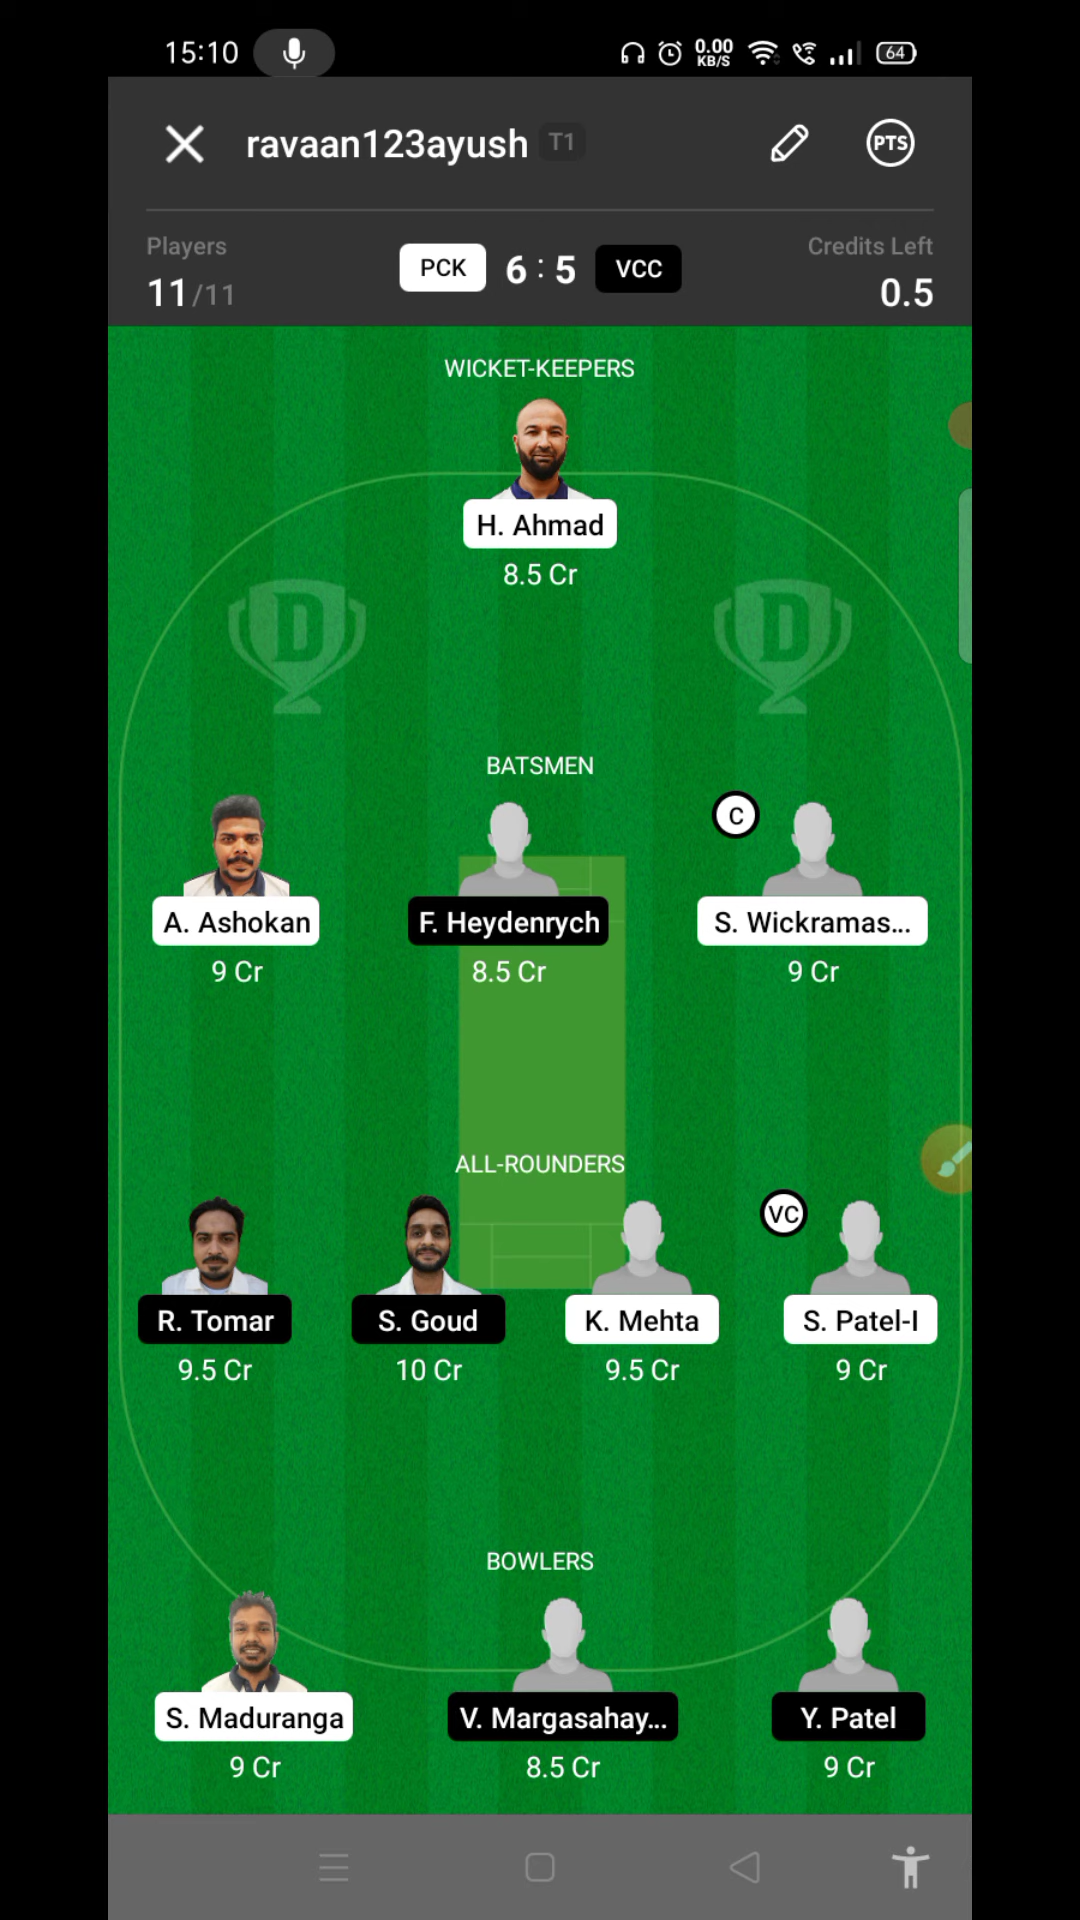 15:10
0.00
KB/S
64
ravaan123ayush T1
PTS
Players
Credits Left
PCK 6 : 5 VCC
11/11
0.5
WICKET-KEEPERS
H. Ahmad
8.5 Cr
D D
BATSMEN
C
A. Ashokan F. Heydenrych S. Wickramas...
9 Cr 8.5 Cr 9 Cr
ALL-ROUNDERS
VC
R. Tomar S. Goud K. Mehta S. Patel-I
9.5 Cr 10 Cr 9.5 Cr 9 Cr
BOWLERS
S. Maduranga V. Margasahay... Y. Patel
9 Cr 8.5 Cr 9 Cr